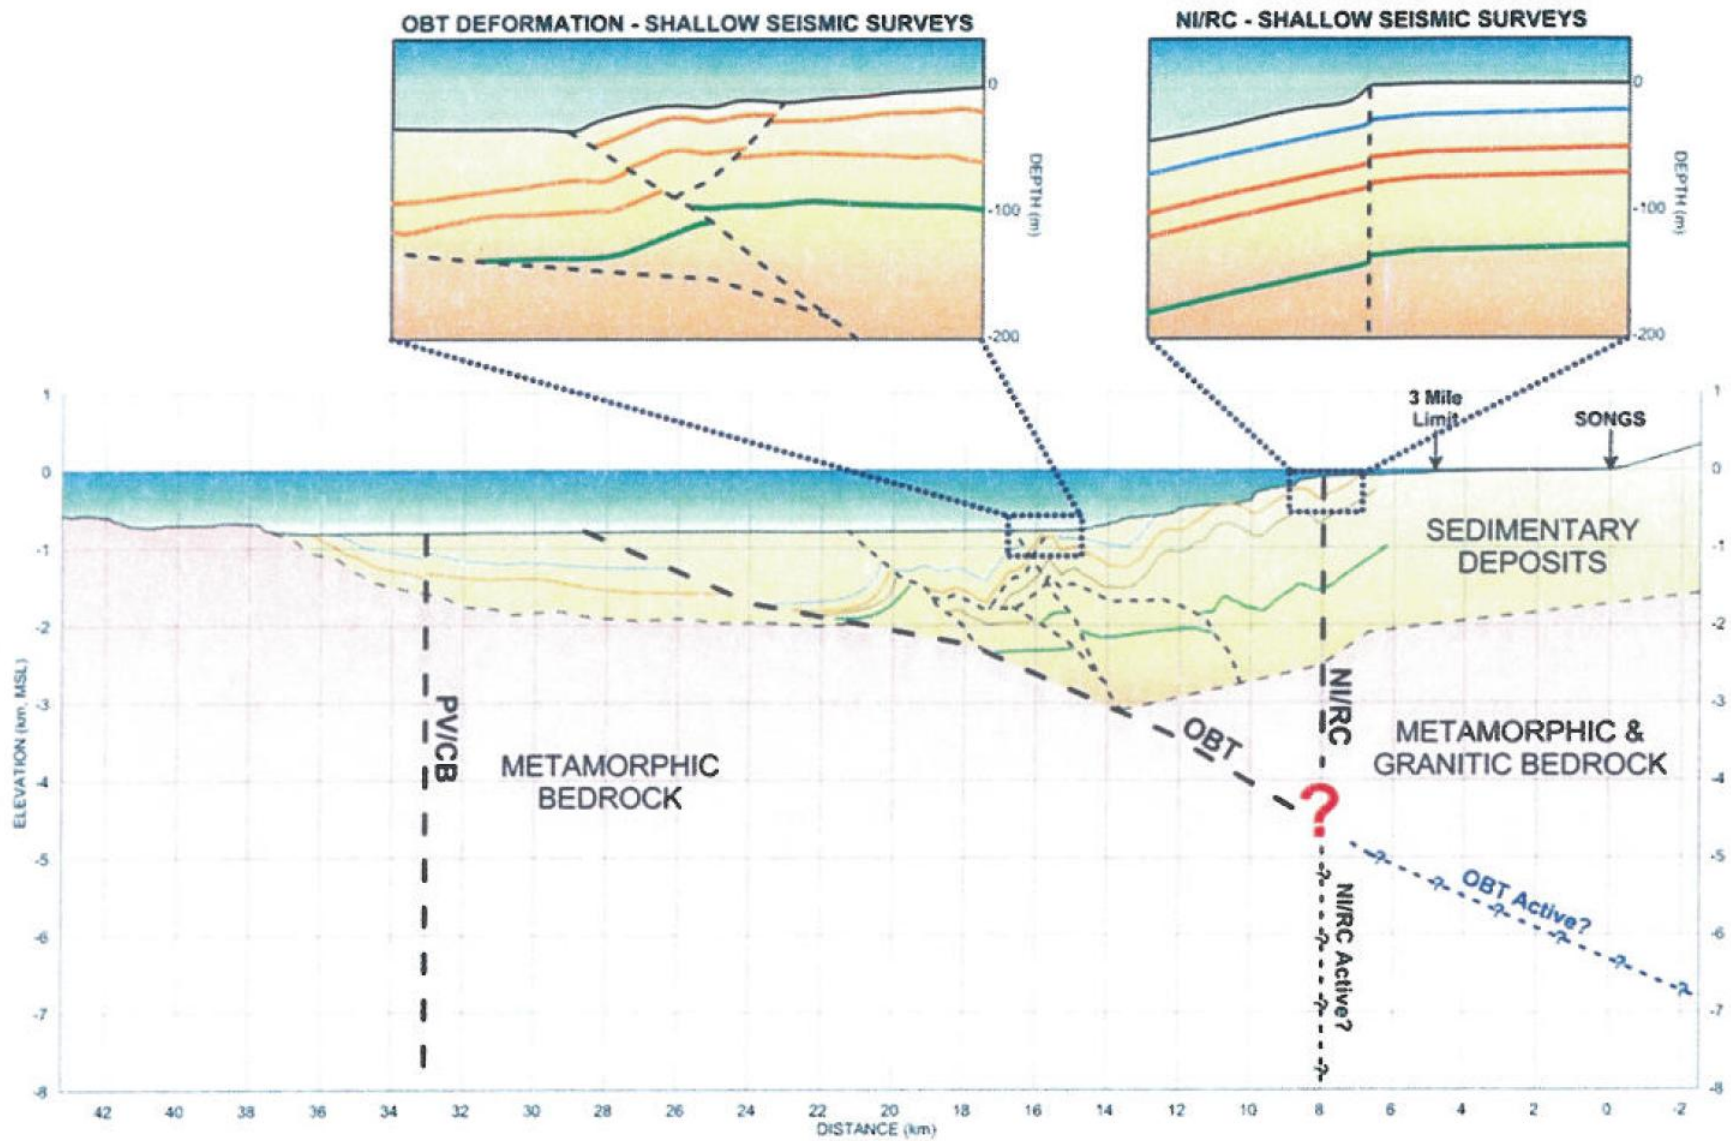 OBT DEFORMATION - SHALLOW SEISMIC SURVEYS
NI/RC - SHALLOW SEISMIC SURVEYS
0
-100
-200
DEPTH (m)
0
-100
-200
DEPTH (m)
3 Mile
Limit
SONGS
1
0
-1
-2
-3
-4
-5
-6
-7
-8
ELEVATION (km, MSL)
1
0
-1
-2
-3
-4
-5
-6
-7
-8
SEDIMENTARY
DEPOSITS
PV/CB
METAMORPHIC
BEDROCK
OBT
NI/RC
METAMORPHIC &
GRANITIC BEDROCK
?
? ? ? ?
NI/RC Active?
OBT Active?
? ? ? ? ? ?
42 40 38 36 34 32 30 28 26 24 22 20 18 16 14 12 10 8 6 4 2 0 -2
DISTANCE (km)